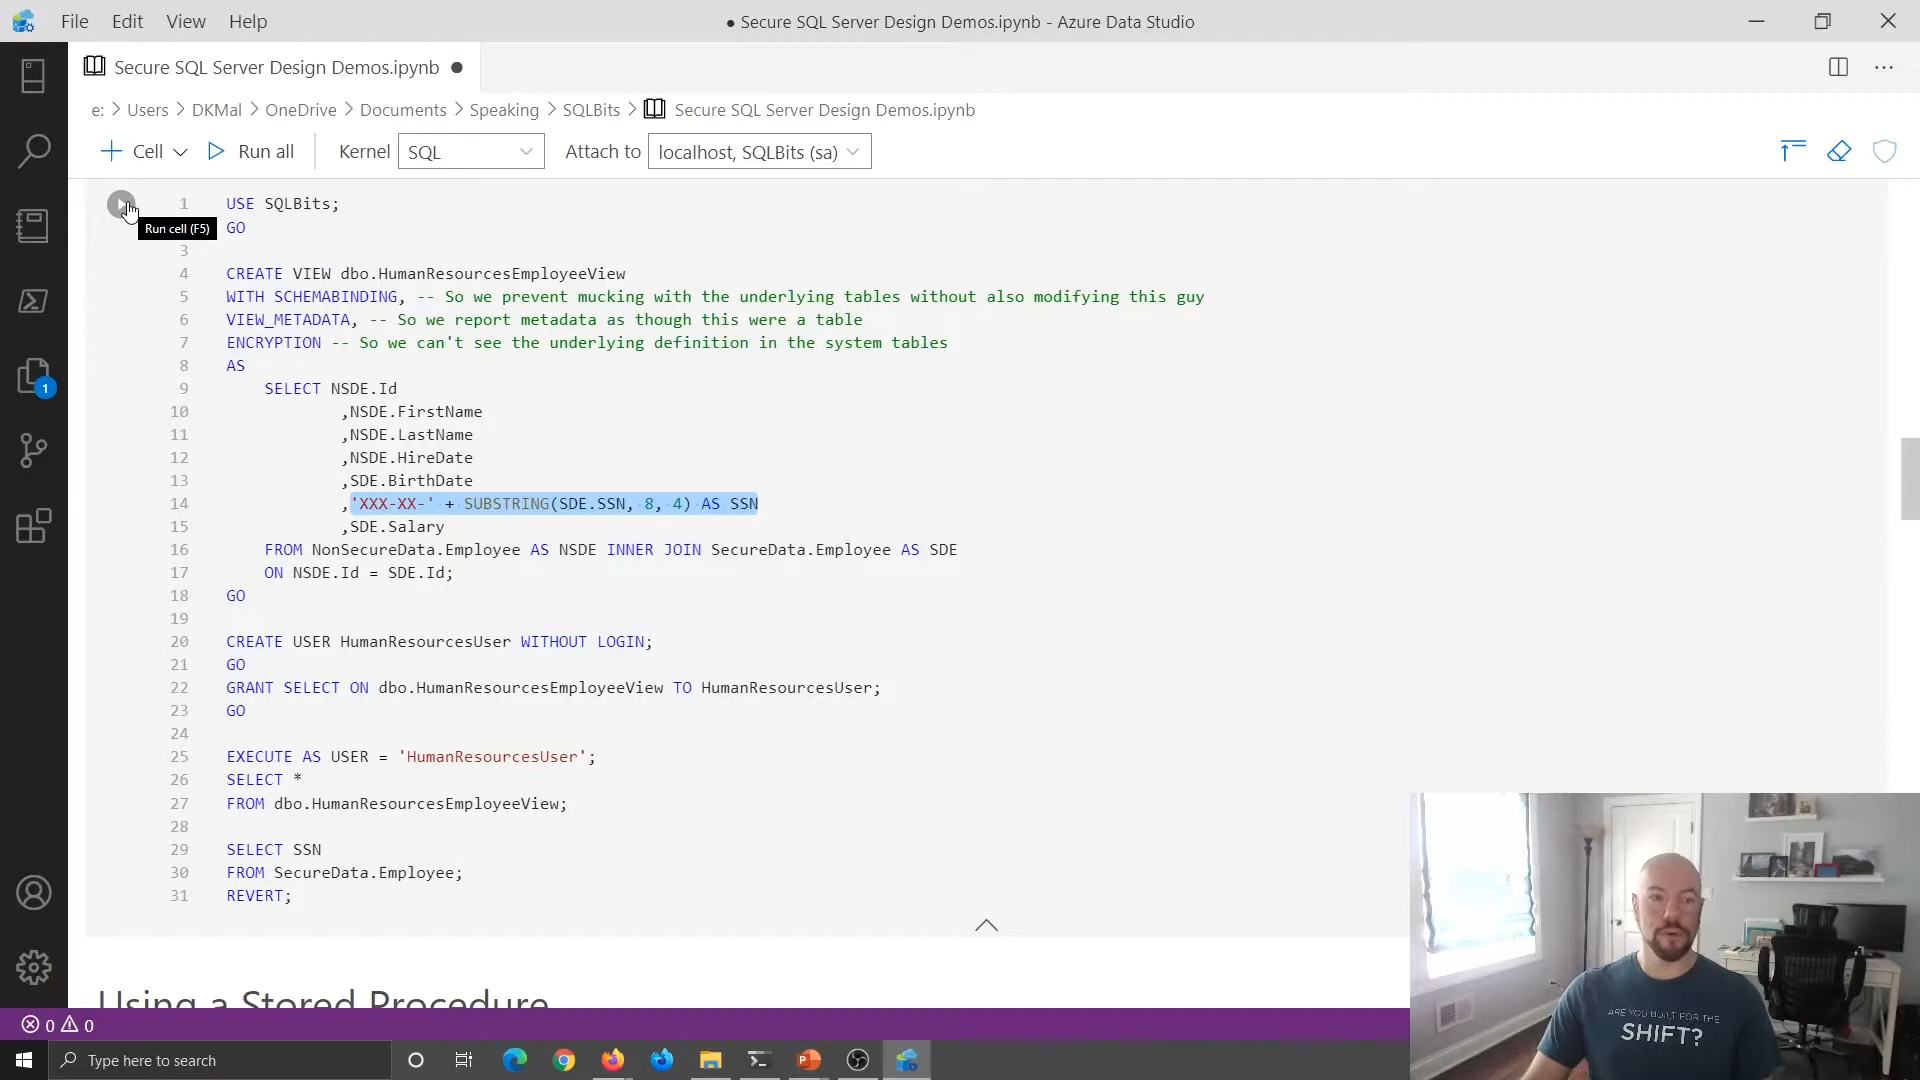 File Edit View Help
● Secure SQL Server Design Demos.ipynb - Azure Data Studio
Secure SQL Server Design Demos.ipynb ●
e: > Users > DKMal > OneDrive > Documents > Speaking > SQLBits > Secure SQL Server Design Demos.ipynb
Cell Run all Kernel SQL Attach to localhost, SQLBits (sa)
1 USE SQLBits;
Run cell (F5) GO
3
4 CREATE VIEW dbo.HumanResourcesEmployeeView
5 WITH SCHEMABINDING, -- So we prevent mucking with the underlying tables without also modifying this guy
6 VIEW_METADATA, -- So we report metadata as though this were a table
7 ENCRYPTION -- So we can't see the underlying definition in the system tables
8 AS
9 SELECT NSDE.Id
10 ,NSDE.FirstName
11 ,NSDE.LastName
12 ,NSDE.HireDate
13 ,SDE.BirthDate
14 ,'XXX-XX-' + SUBSTRING(SDE.SSN, 8, 4) AS SSN
15 ,SDE.Salary
16 FROM NonSecureData.Employee AS NSDE INNER JOIN SecureData.Employee AS SDE
17 ON NSDE.Id = SDE.Id;
18 GO
19
20 CREATE USER HumanResourcesUser WITHOUT LOGIN;
21 GO
22 GRANT SELECT ON dbo.HumanResourcesEmployeeView TO HumanResourcesUser;
23 GO
24
25 EXECUTE AS USER = 'HumanResourcesUser';
26 SELECT *
27 FROM dbo.HumanResourcesEmployeeView;
28
29 SELECT SSN
30 FROM SecureData.Employee;
31 REVERT;
1
Using a Stored Procedure
0 0
Type here to search
ARE YOU BUILT FOR THE
SHIFT?